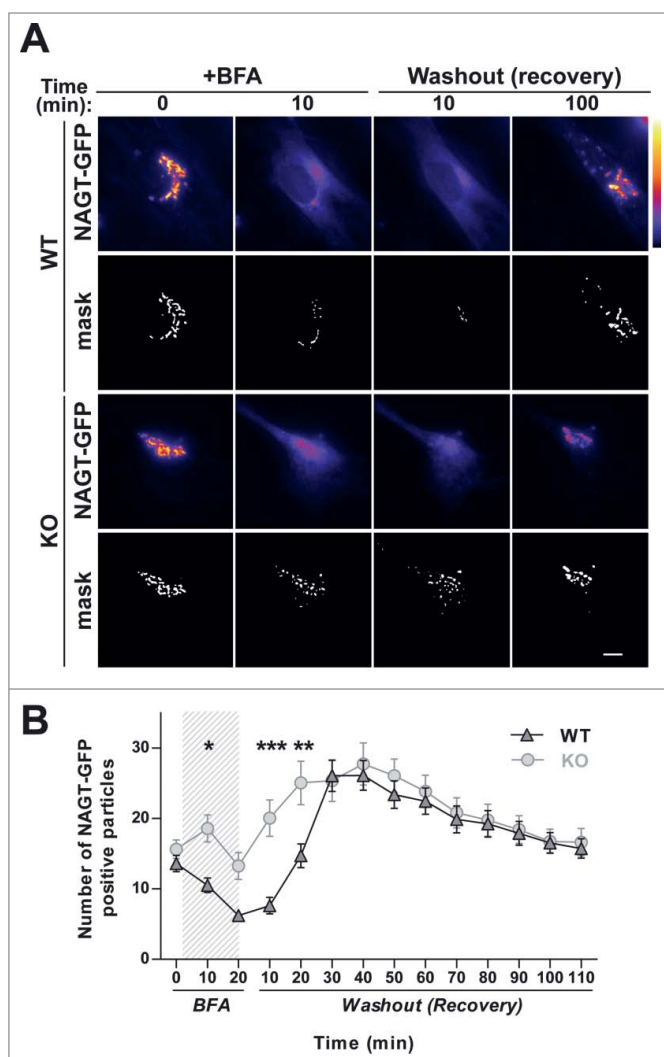 A
+BFA Washout (recovery)
Time (min): 0 10 10 100
WT
NAGT-GFP
mask
KO
NAGT-GFP
mask
B
* *** **
WT
KO
Number of NAGT-GFP
positive particles
30
20
10
0
0 10 20 10 20 30 40 50 60 70 80 90 100 110
BFA Washout (Recovery)
Time (min)